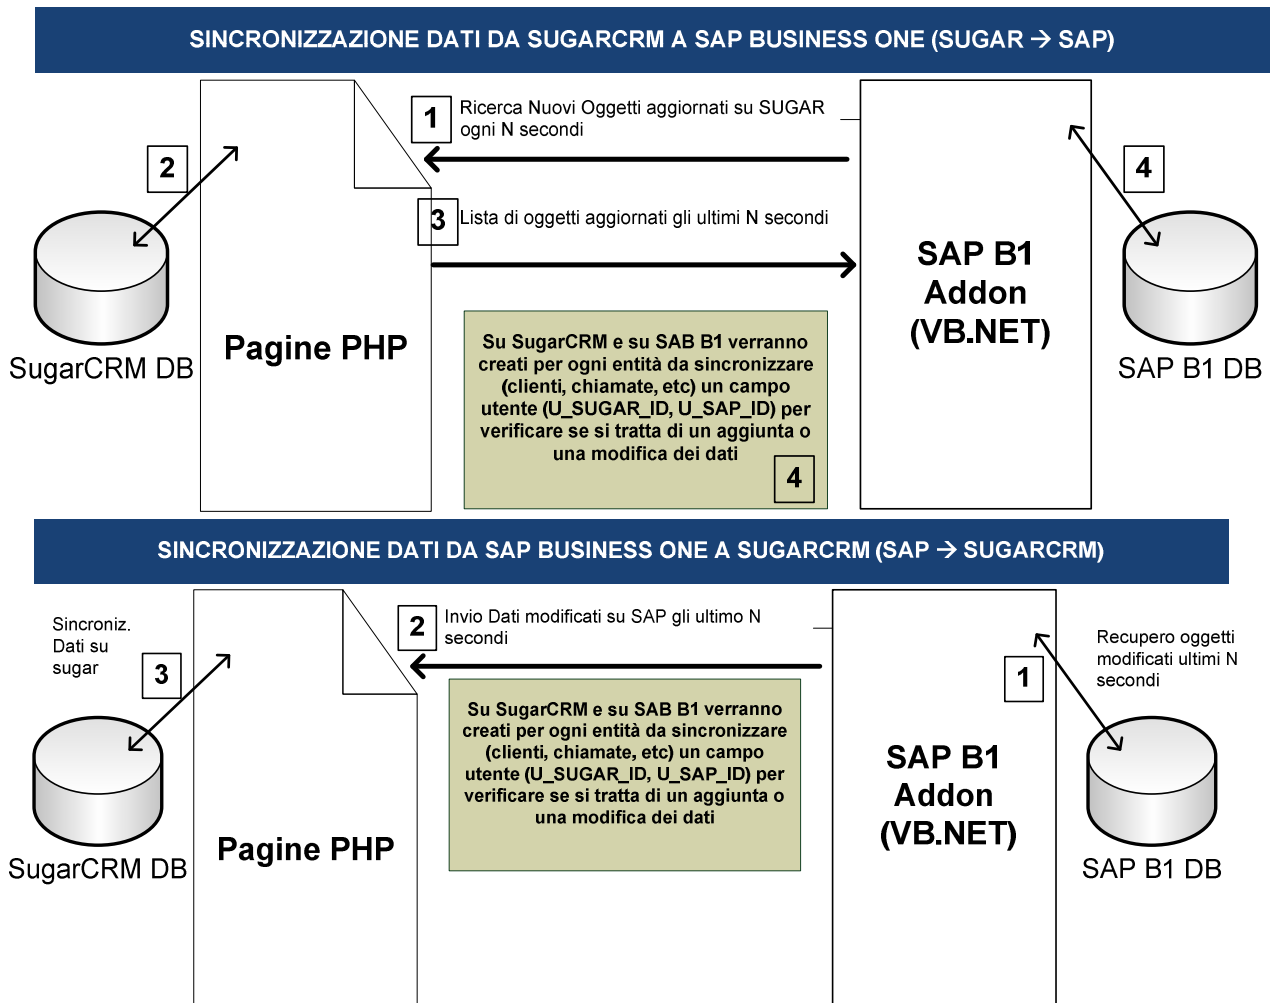 SINCRONIZZAZIONE DATI DA SUGARCRM A SAP BUSINESS ONE (SUGAR → SAP)
1
Ricerca Nuovi Oggetti aggiornati su SUGAR
ogni N secondi
2
4
3
Lista di oggetti aggiornati gli ultimi N secondi
SAP B1
Addon
(VB.NET)
Pagine PHP
SugarCRM DB
SAP B1 DB
Su SugarCRM e su SAB B1 verranno
creati per ogni entità da sincronizzare
(clienti, chiamate, etc) un campo
utente (U_SUGAR_ID, U_SAP_ID) per
verificare se si tratta di un aggiunta o
una modifica dei dati
4
SINCRONIZZAZIONE DATI DA SAP BUSINESS ONE A SUGARCRM (SAP → SUGARCRM)
Sincroniz.
Dati su
sugar
3
2
Invio Dati modificati su SAP gli ultimo N
secondi
1
Recupero oggetti
modificati ultimi N
secondi
Su SugarCRM e su SAB B1 verranno
creati per ogni entità da sincronizzare
(clienti, chiamate, etc) un campo
utente (U_SUGAR_ID, U_SAP_ID) per
verificare se si tratta di un aggiunta o
una modifica dei dati
SAP B1
Addon
(VB.NET)
Pagine PHP
SugarCRM DB
SAP B1 DB